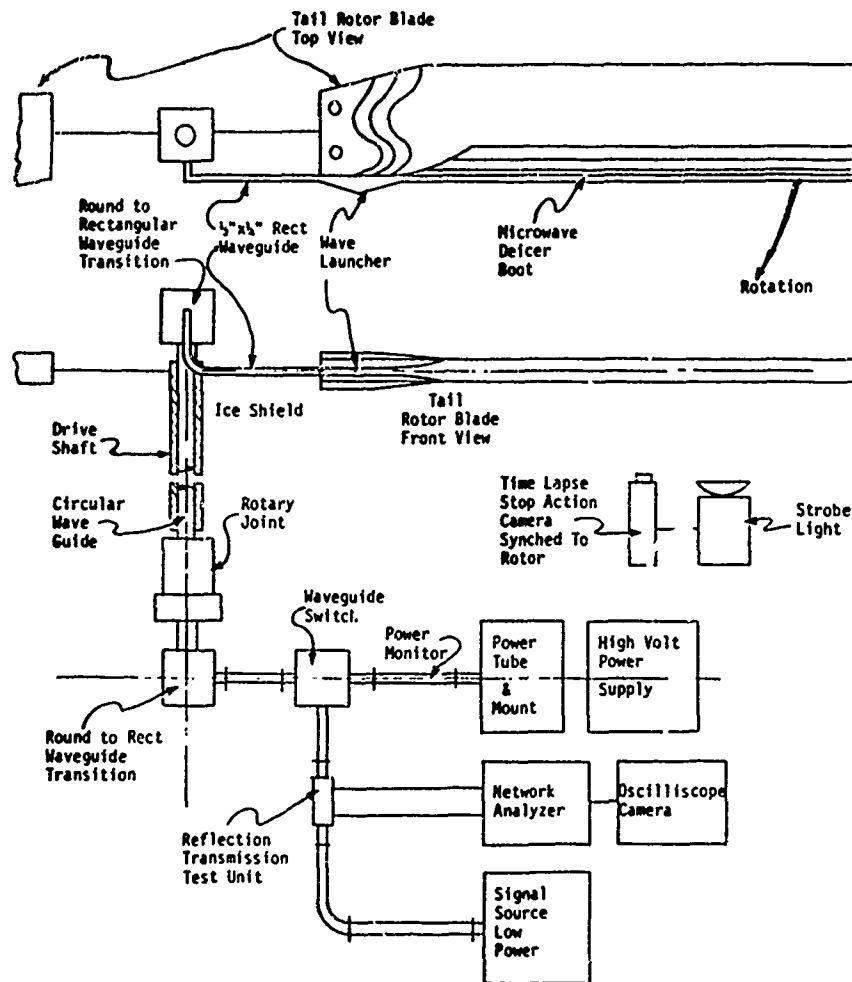 Tail Rotor Blade
Top View
Round to
Rectangular
Waveguide
Transition
½"x½" Rect
Waveguide
Wave
Launcher
Microwave
Deicer
Boot
Rotation
Ice Shield
Tail
Rotor Blade
Front View
Drive
Shaft
Circular
Wave
Guide
Rotary
Joint
Time Lapse
Stop Action
Camera
Synched To
Rotor
Strobe
Light
Waveguide
Switch
Power
Monitor
Power
Tube
&
Mount
High Volt
Power
Supply
Round to Rect
Waveguide
Transition
Reflection
Transmission
Test Unit
Network
Analyzer
Oscilliscope
Camera
Signal
Source
Low
Power